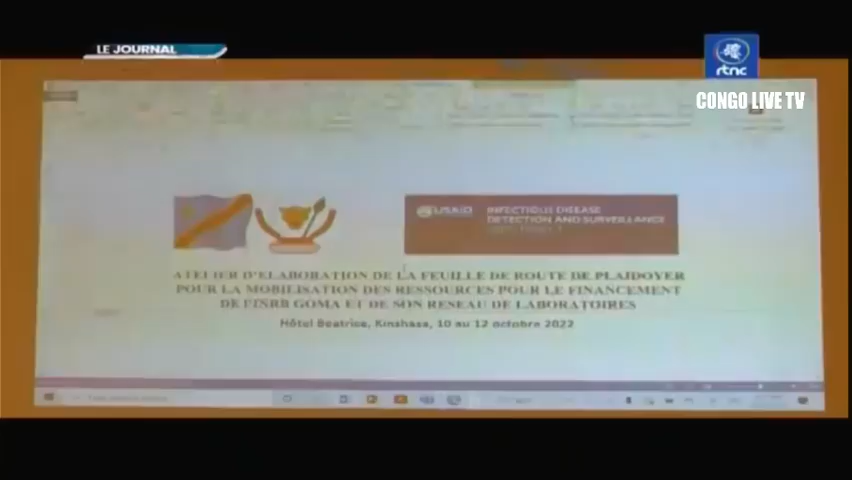 LE JOURNAL
rtnc
CONGO LIVE TV
USAID
INFECTIOUS DISEASE
DETECTION AND SURVEILLANCE
ATELIER D'ELABORATION DE LA FEUILLE DE ROUTE DE PLAIDOYER
POUR LA MOBILISATION DES RESSOURCES POUR LE FINANCEMENT
DE l'INRB GOMA ET DE SON RESEAU DE LABORATOIRES
Hôtel Beatrice, Kinshasa, 10 au 12 octobre 2022